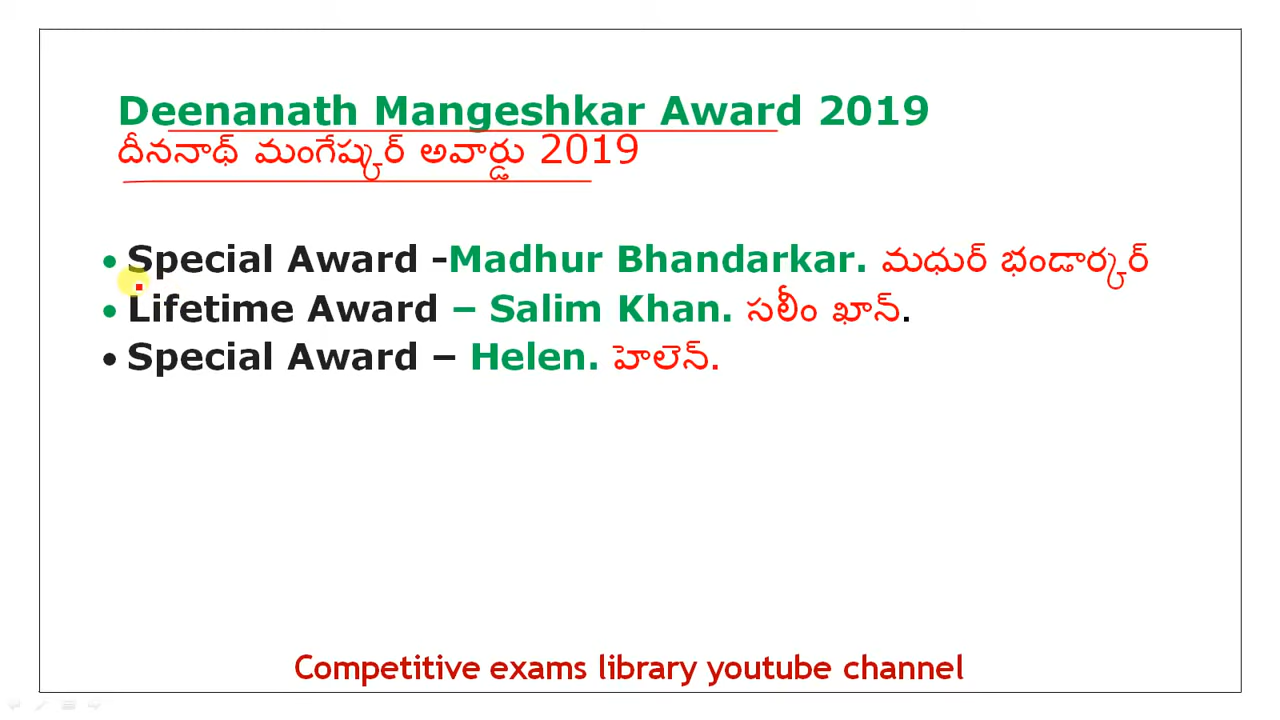 Deenanath Mangeshkar Award 2019
దీననాథ్ మంగేష్కర్ అవార్డు 2019
• Special Award -Madhur Bhandarkar. మధుర్ భండార్కర్
• Lifetime Award – Salim Khan. సలీం ఖాన్.
• Special Award – Helen. హెలెన్.
Competitive exams library youtube channel